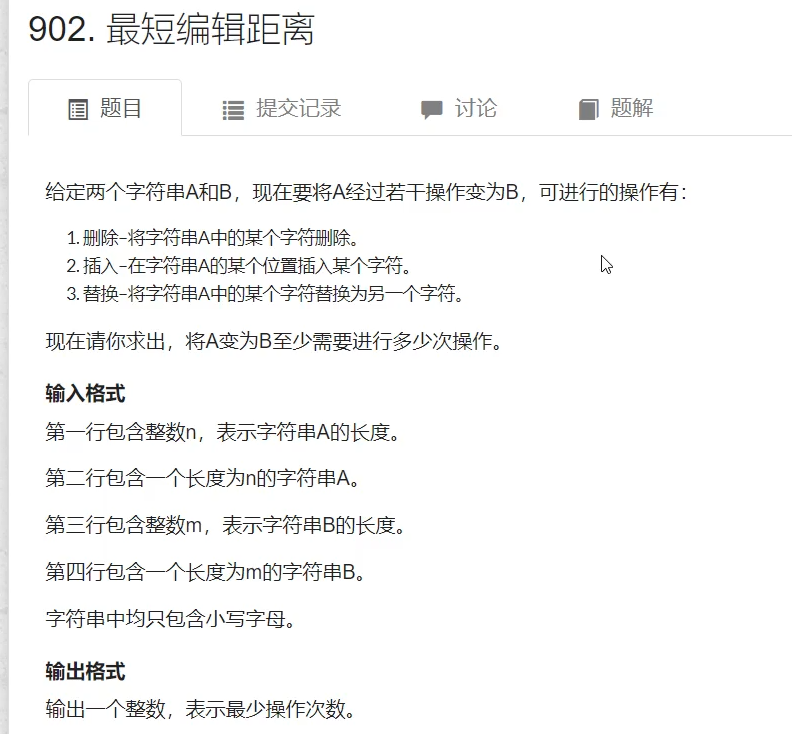 902. 最短编辑距离
题目 提交记录 讨论 题解
给定两个字符串A和B，现在要将A经过若干操作变为B，可进行的操作有：
1. 删除–将字符串A中的某个字符删除。
2. 插入–在字符串A的某个位置插入某个字符。
3. 替换–将字符串A中的某个字符替换为另一个字符。
现在请你求出，将A变为B至少需要进行多少次操作。
输入格式
第一行包含整数n，表示字符串A的长度。
第二行包含一个长度为n的字符串A。
第三行包含整数m，表示字符串B的长度。
第四行包含一个长度为m的字符串B。
字符串中均只包含小写字母。
输出格式
输出一个整数，表示最少操作次数。